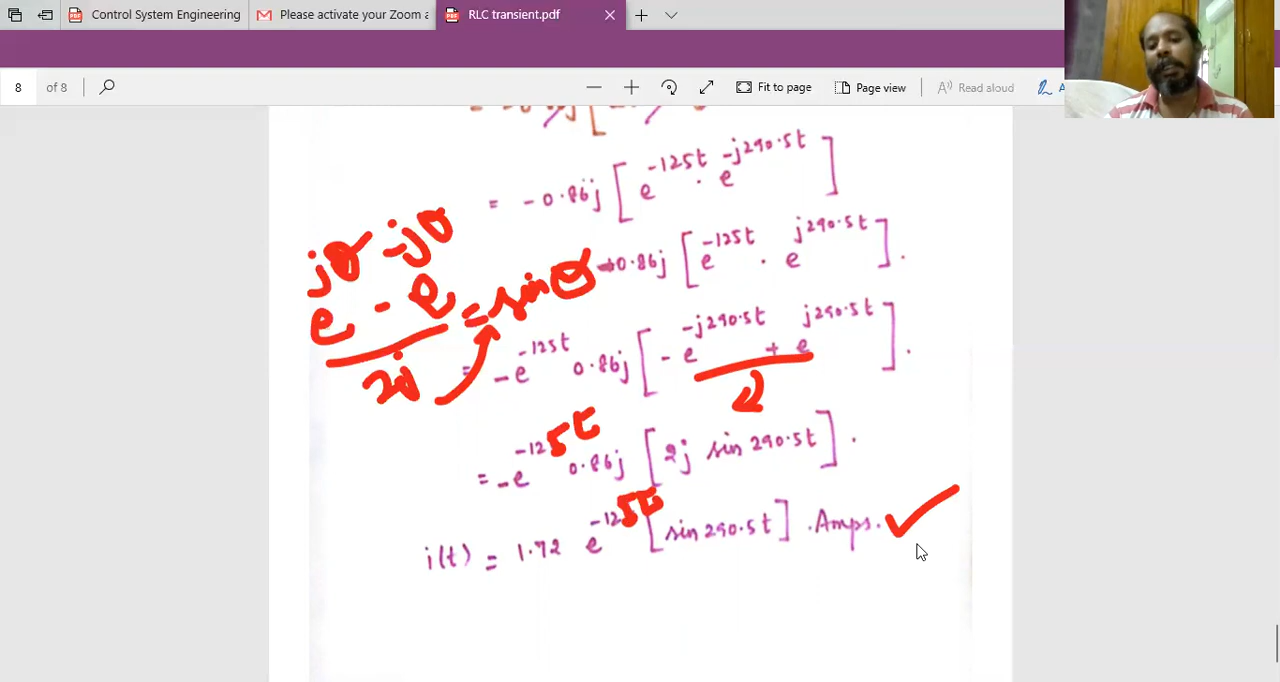 Control System Engineering
Please activate your Zoom a
RLC transient.pdf
8 of 8
Fit to page
Page view
Read aloud
= -0.86j [ e^-125t . e^-j290.5t ]
-0.86j [ e^-125t . e^j290.5t ] .
e^jθ - e^-jθ / 2j = sinθ
= -e^-125t 0.86j [ -e^-j290.5t + e^j290.5t ] .
= -e^-125t 0.86j [ 2j sin 290.5t ] .
i(t) = 1.72 e^-125t [ sin 290.5t ] . Amps.